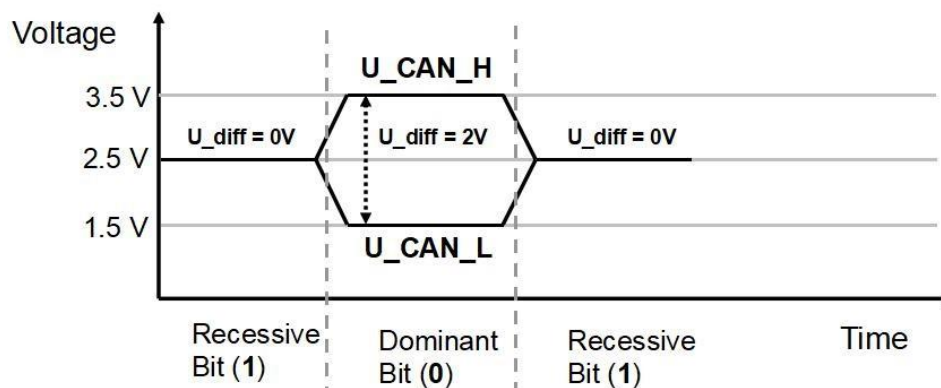 Voltage
U_CAN_H
3.5 V
U_diff = 0V
U_diff = 2V
U_diff = 0V
2.5 V
1.5 V
U_CAN_L
Recessive
Bit (1)
Dominant
Bit (0)
Recessive
Bit (1)
Time